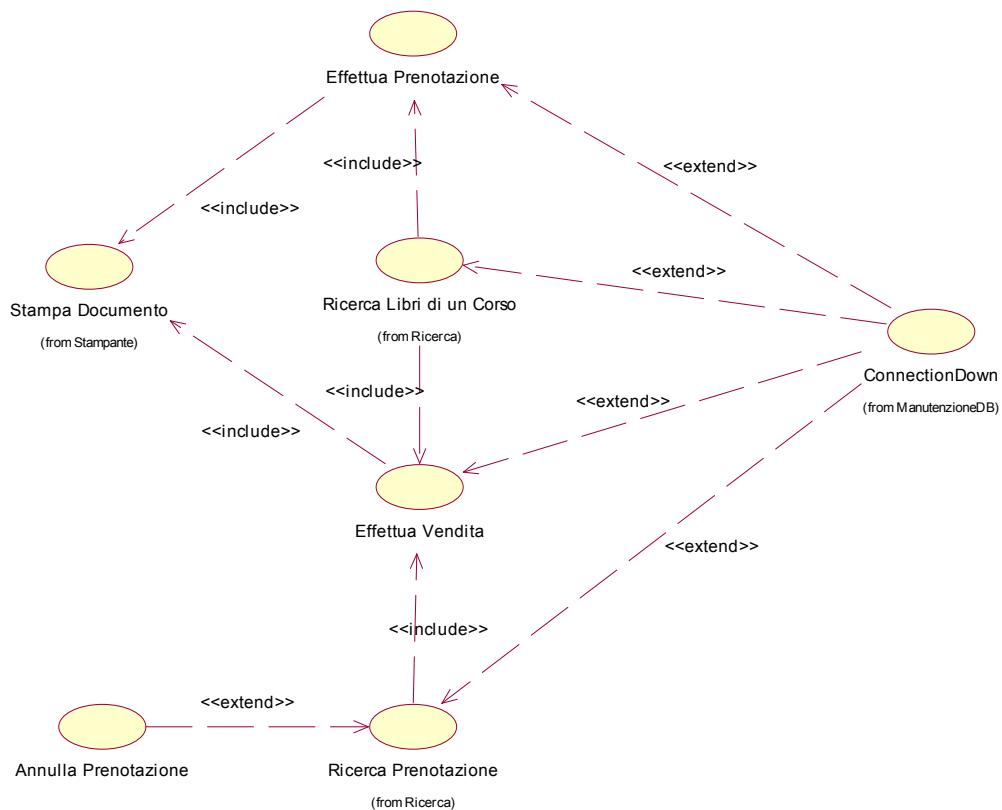 Effettua Prenotazione
<<include>>
<<extend>>
<<include>>
<<extend>>
Stampa Documento
(from Stampante)
Ricerca Libri di un Corso
(from Ricerca)
ConnectionDown
(from ManutenzioneDB)
<<include>>
<<extend>>
<<include>>
Effettua Vendita
<<extend>>
<<include>>
<<extend>>
Annulla Prenotazione
Ricerca Prenotazione
(from Ricerca)